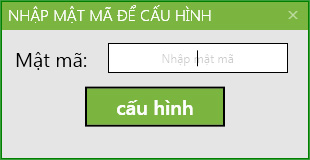 NHẬP MẬT MÃ ĐỂ CẤU HÌNH
Mật mã:
Nhập mật mã
cấu hình